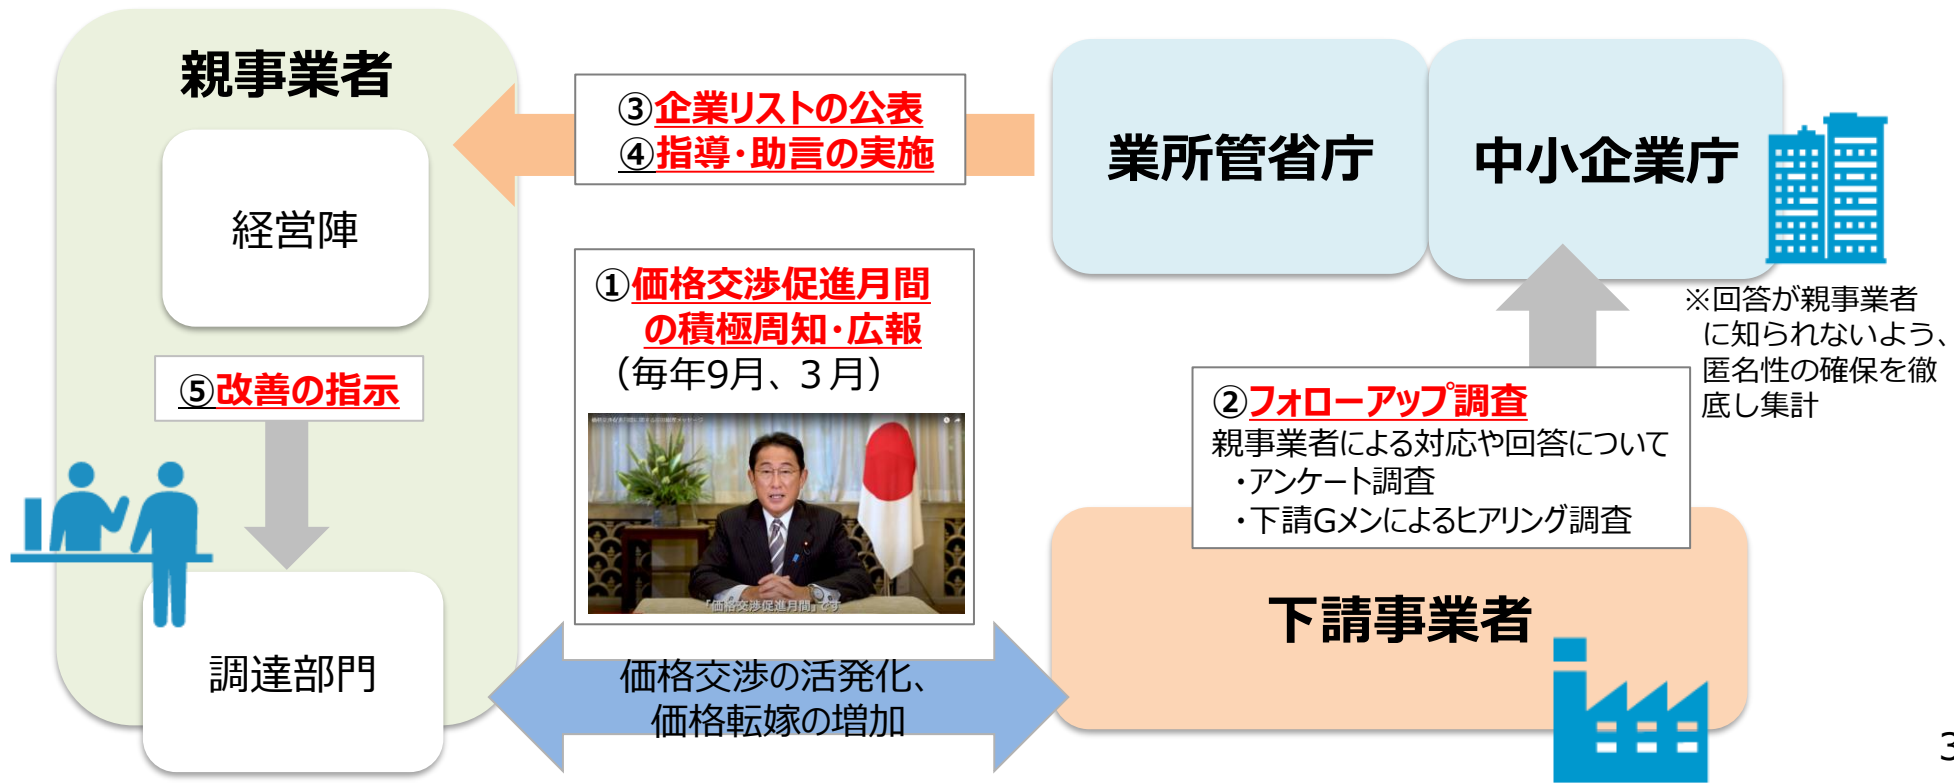 親事業者
経営陣
⑤改善の指示
調達部門
③企業リストの公表
④指導・助言の実施
①価格交渉促進月間
の積極周知・広報
（毎年9月、３月）
「価格交渉促進月間」です
価格交渉の活発化、
価格転嫁の増加
業所管省庁
中小企業庁
※回答が親事業者
に知られないよう、
匿名性の確保を徹
底し集計
②フォローアップ調査
親事業者による対応や回答について
・アンケート調査
・下請Gメンによるヒアリング調査
下請事業者
3